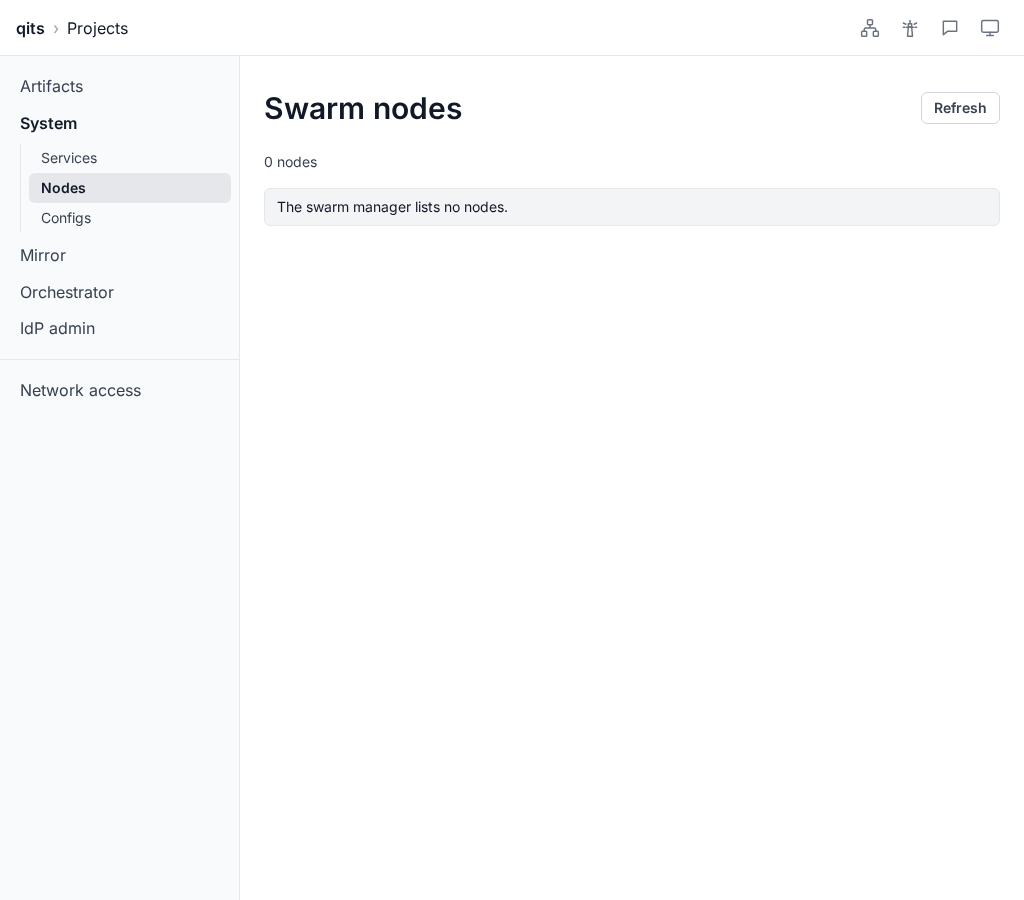 qits › Projects
Artifacts
System
Services
Nodes
Configs
Mirror
Orchestrator
IdP admin
Network access
Swarm nodes
Refresh
0 nodes
The swarm manager lists no nodes.